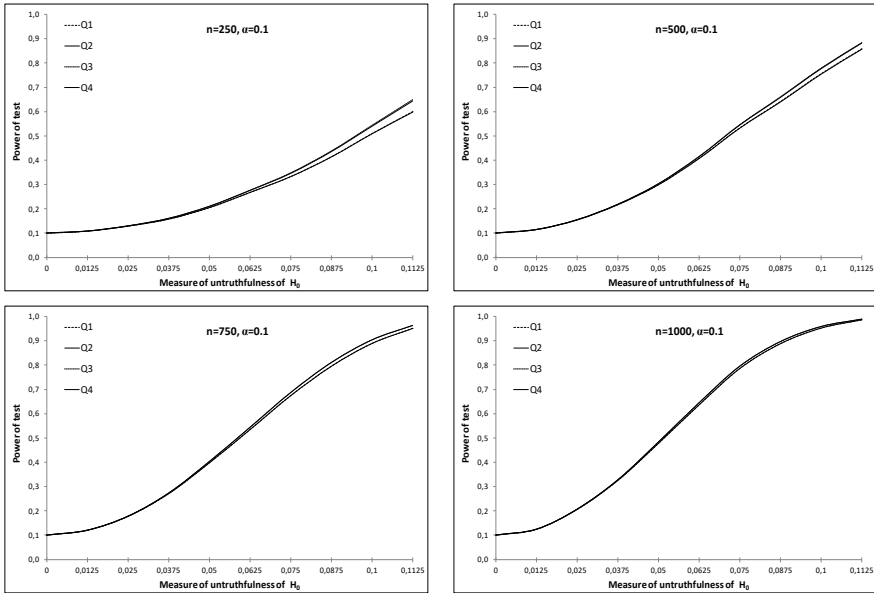 n=250, α=0.1
Q1
Q2
Q3
Q4
Power of test
1,0
0,9
0,8
0,7
0,6
0,5
0,4
0,3
0,2
0,1
0,0
0 0,0125 0,025 0,0375 0,05 0,0625 0,075 0,0875 0,1 0,1125
Measure of untruthfulness of H₀
n=500, α=0.1
Q1
Q2
Q3
Q4
Power of test
1,0
0,9
0,8
0,7
0,6
0,5
0,4
0,3
0,2
0,1
0,0
0 0,0125 0,025 0,0375 0,05 0,0625 0,075 0,0875 0,1 0,1125
Measure of untruthfulness of H₀
n=750, α=0.1
Q1
Q2
Q3
Q4
Power of test
1,0
0,9
0,8
0,7
0,6
0,5
0,4
0,3
0,2
0,1
0,0
0 0,0125 0,025 0,0375 0,05 0,0625 0,075 0,0875 0,1 0,1125
Measure of untruthfulness of H₀
n=1000, α=0.1
Q1
Q2
Q3
Q4
Power of test
1,0
0,9
0,8
0,7
0,6
0,5
0,4
0,3
0,2
0,1
0,0
0 0,0125 0,025 0,0375 0,05 0,0625 0,075 0,0875 0,1 0,1125
Measure of untruthfulness of H₀